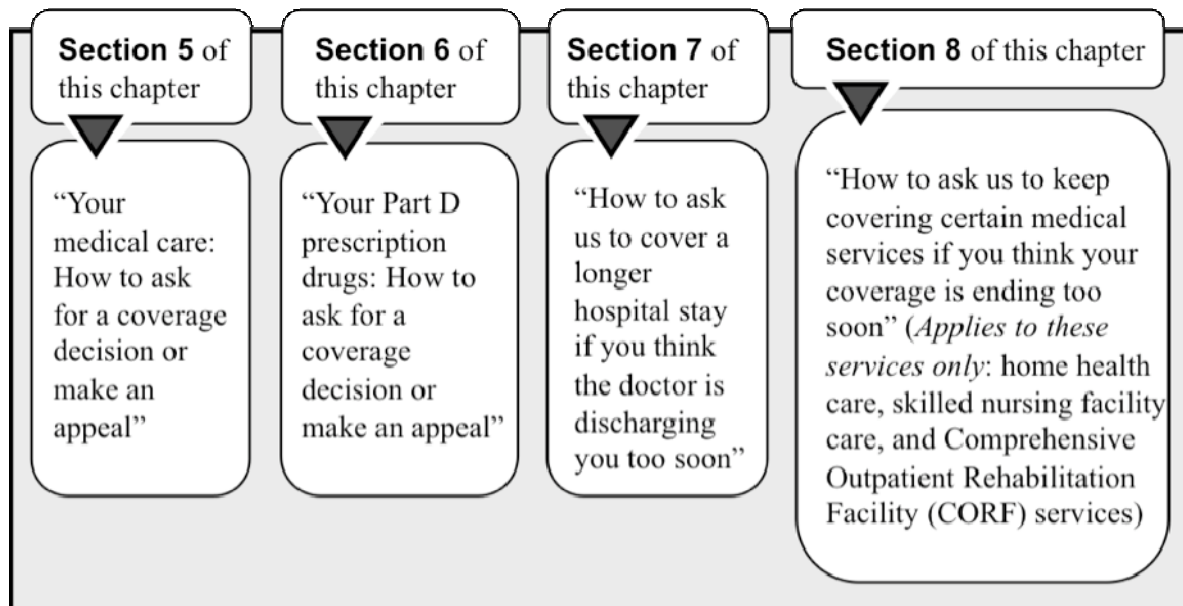 Section 5 of
this chapter
“Your
medical care:
How to ask
for a coverage
decision or
make an
appeal”
Section 6 of
this chapter
“Your Part D
prescription
drugs: How to
ask for a
coverage
decision or
make an appeal”
Section 7 of
this chapter
“How to ask
us to cover a
longer
hospital stay
if you think
the doctor is
discharging
you too soon”
Section 8 of this chapter
“How to ask us to keep
covering certain medical
services if you think your
coverage is ending too
soon” (Applies to these
services only: home health
care, skilled nursing facility
care, and Comprehensive
Outpatient Rehabilitation
Facility (CORF) services)